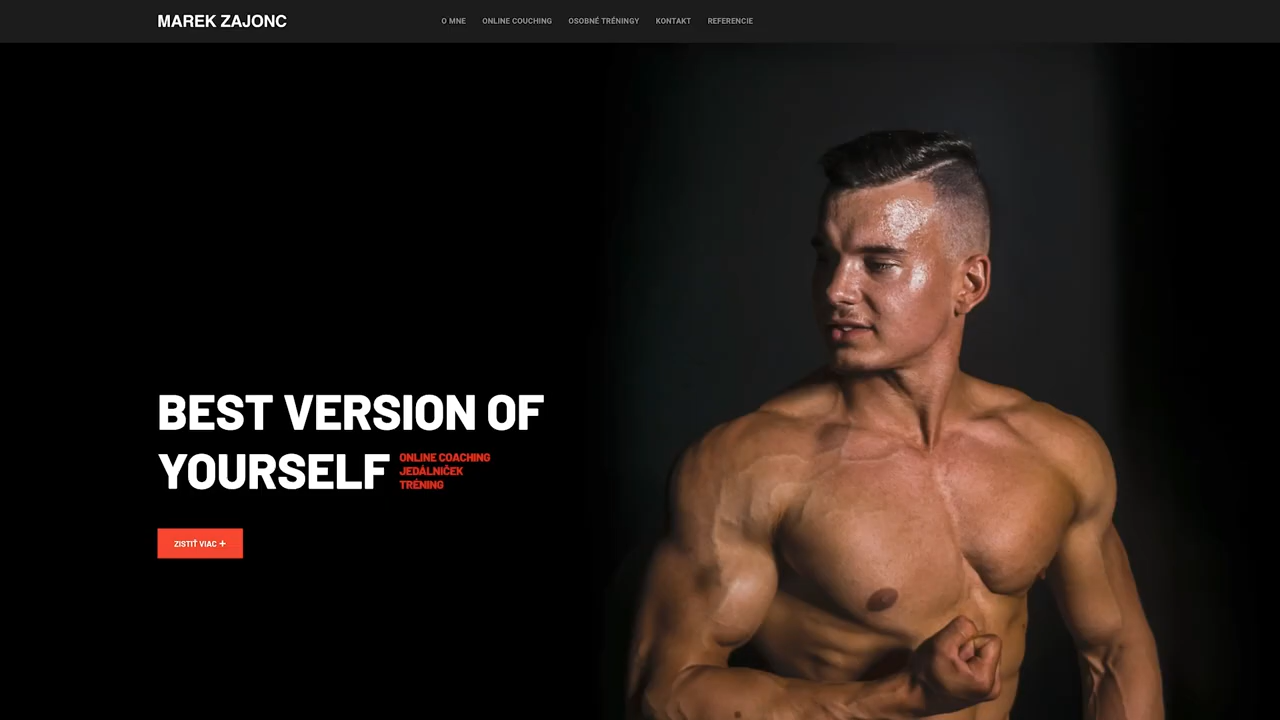 MAREK ZAJONC
O MNE ONLINE COUCHING OSOBNÉ TRÉNINGY KONTAKT REFERENCIE
BEST VERSION OF
YOURSELF
ONLINE COACHING
JEDÁLNIČEK
TRÉNING
ZISTIŤ VIAC +